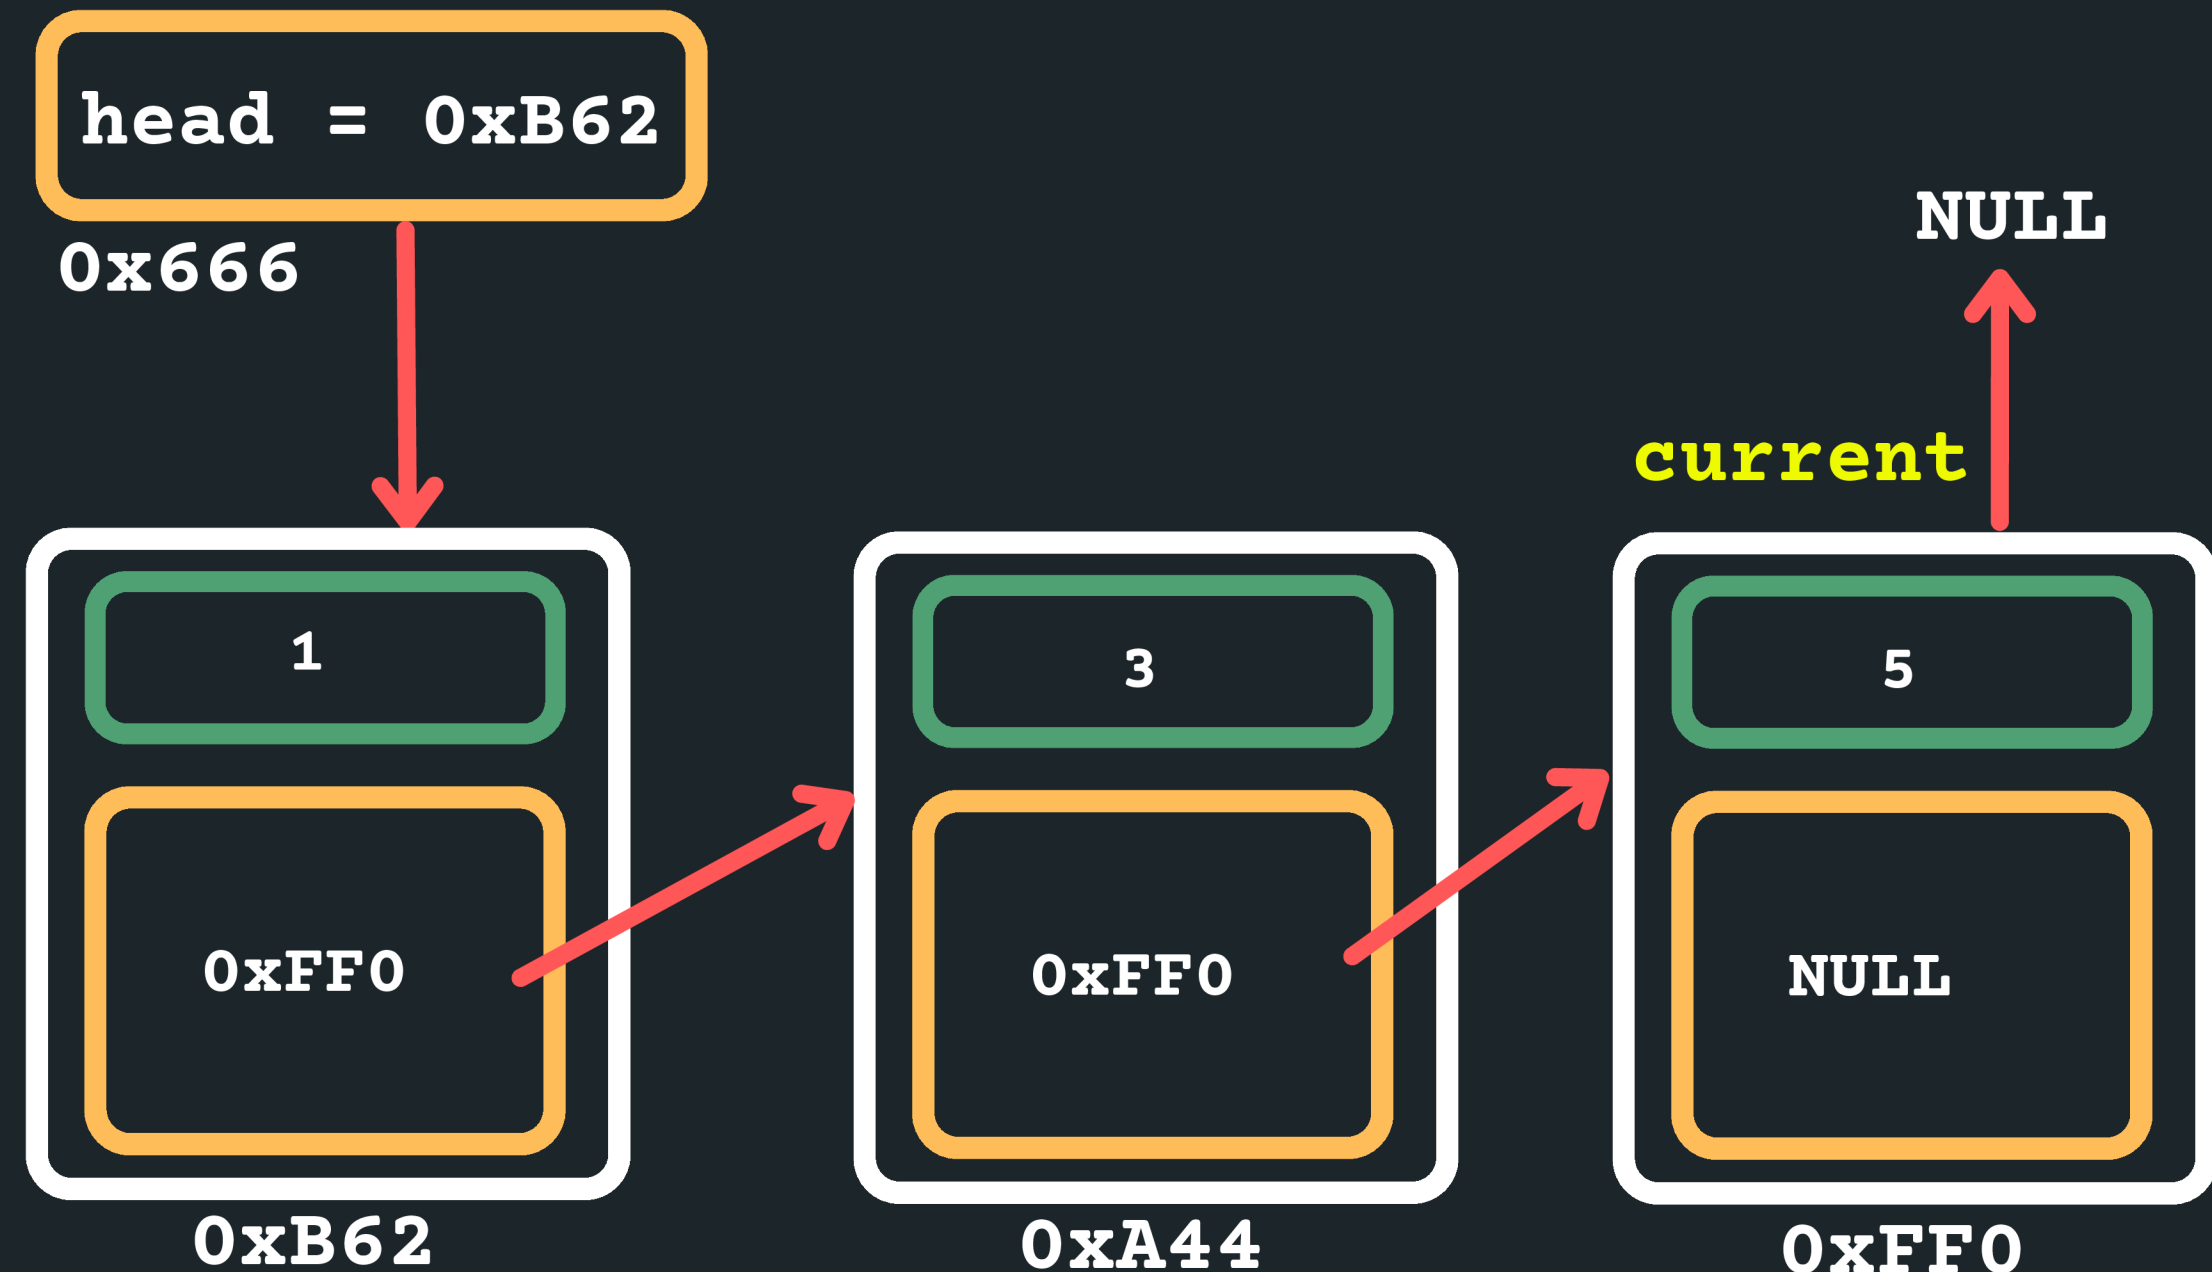 head = 0xB62
0x666
NULL
current
1
3
5
0xFF0
0xFF0
NULL
0xB62
0xA44
0xFF0